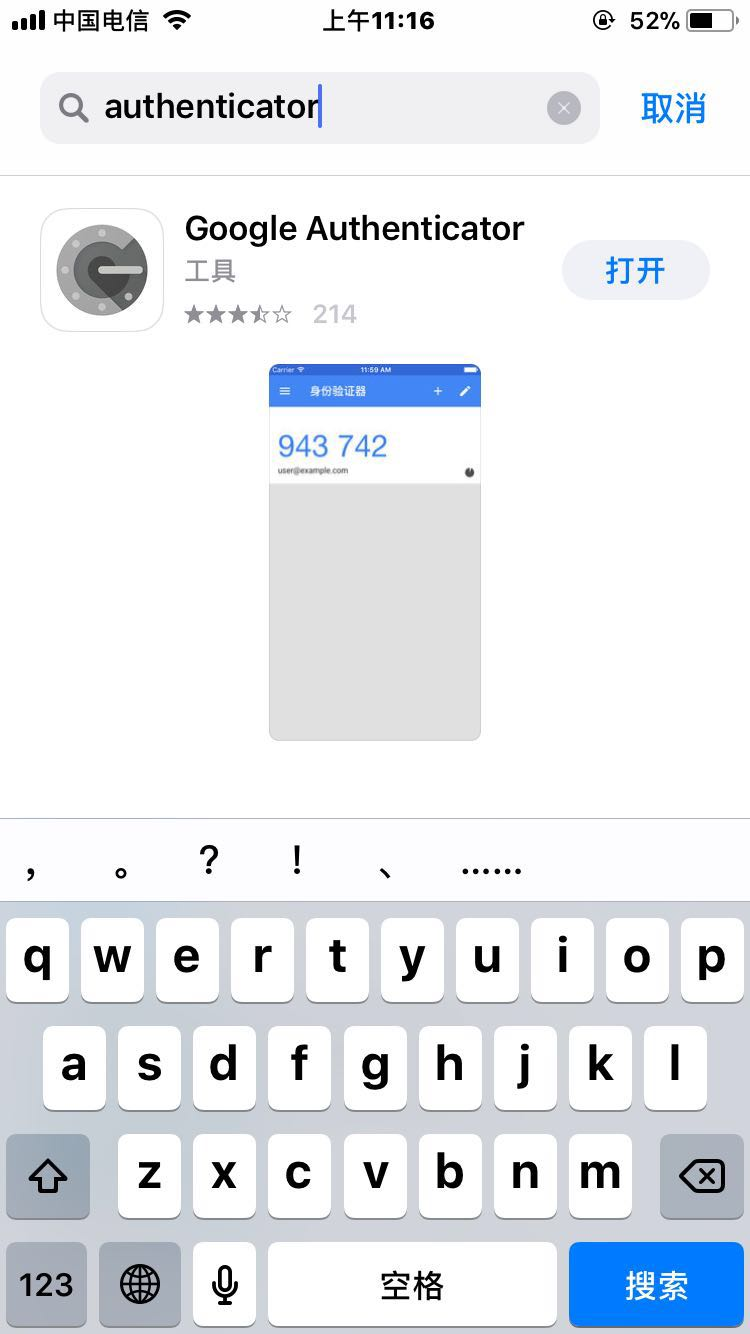 中国电信 上午11:16 52%
authenticator 取消
Google Authenticator
工具
打开
214
Carrier 11:59 AM
身份验证器
943 742
user@example.com
， 。 ？ ！ 、 ……
q w e r t y u i o p
a s d f g h j k l
z x c v b n m
123 空格 搜索